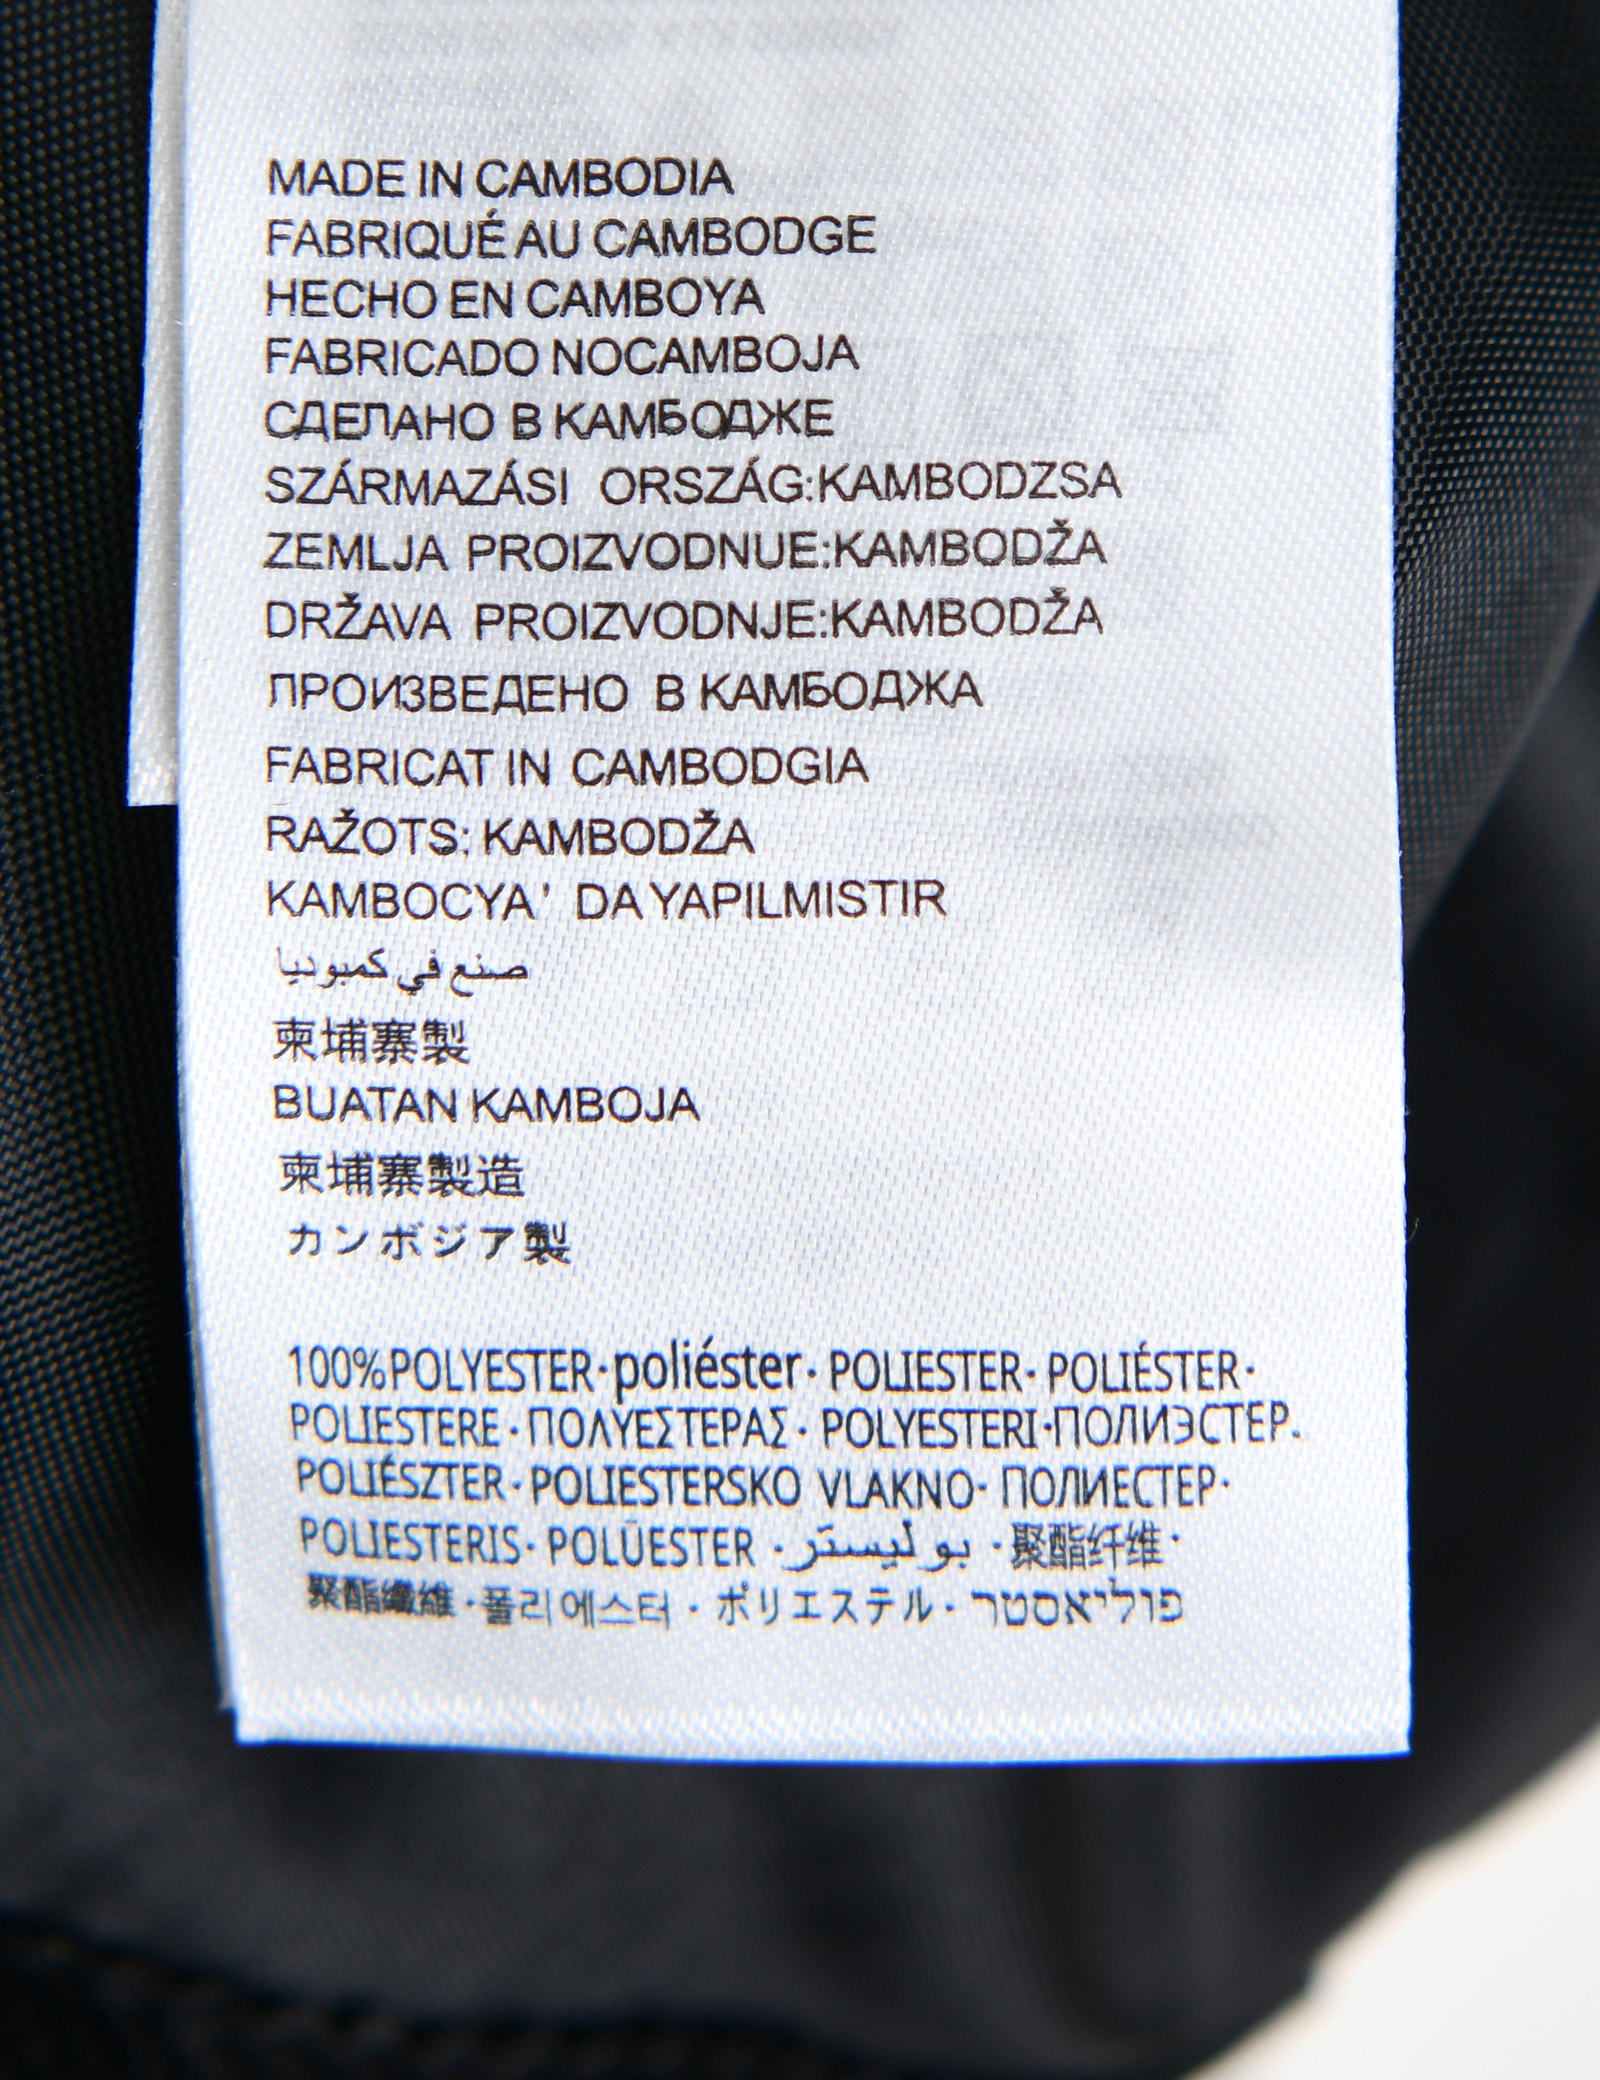 MADE IN CAMBODIA
FABRIQUÉ AU CAMBODGE
HECHO EN CAMBOYA
FABRICADO NOCAMBOJA
СДЕЛАНО В КАМБОДЖЕ
SZÁRMAZÁSI ORSZÁG:KAMBODZSA
ZEMLJA PROIZVODNUE:KAMBODŽA
DRŽAVA PROIZVODNJE:KAMBODŽA
ПРОИЗВЕДЕНО В КАМБОДЖА
FABRICAT IN CAMBODGIA
RAŽOTS: KAMBODŽA
KAMBOCYA' DA YAPILMISTIR
صنع في كمبوديا
柬埔寨製
BUATAN KAMBOJA
柬埔寨製造
カンボジア製
100%POLYESTER·poliéster· POLIESTER· POLIÉSTER·
POLIESTERE·ΠΟΛΥΕΣΤΕΡΑΣ· POLYESTERI·ПОЛИЭСТЕР.
POLIÉSZTER·POLIESTERSKO VLAKNO· ПОЛИЕСТЕР·
POLIESTERIS·POLÜESTER ·بوليستر ·聚酯纤维·
聚酯纖維·폴리에스터·ポリエステル·פוליאסטר